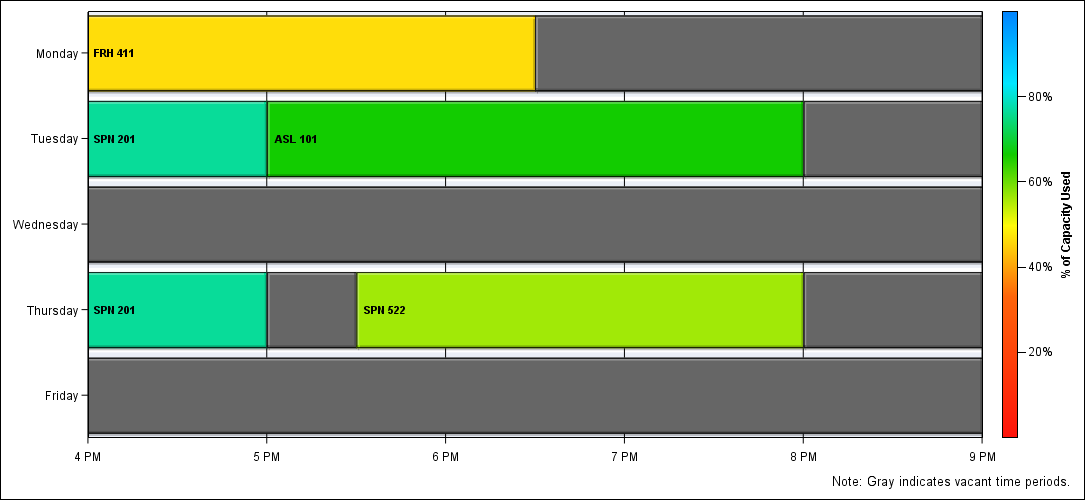 Monday
FRH 411
Tuesday
SPN 201
ASL 101
Wednesday
Thursday
SPN 201
SPN 522
Friday
4 PM
5 PM
6 PM
7 PM
8 PM
9 PM
80%
60%
40%
20%
% of Capacity Used
Note: Gray indicates vacant time periods.